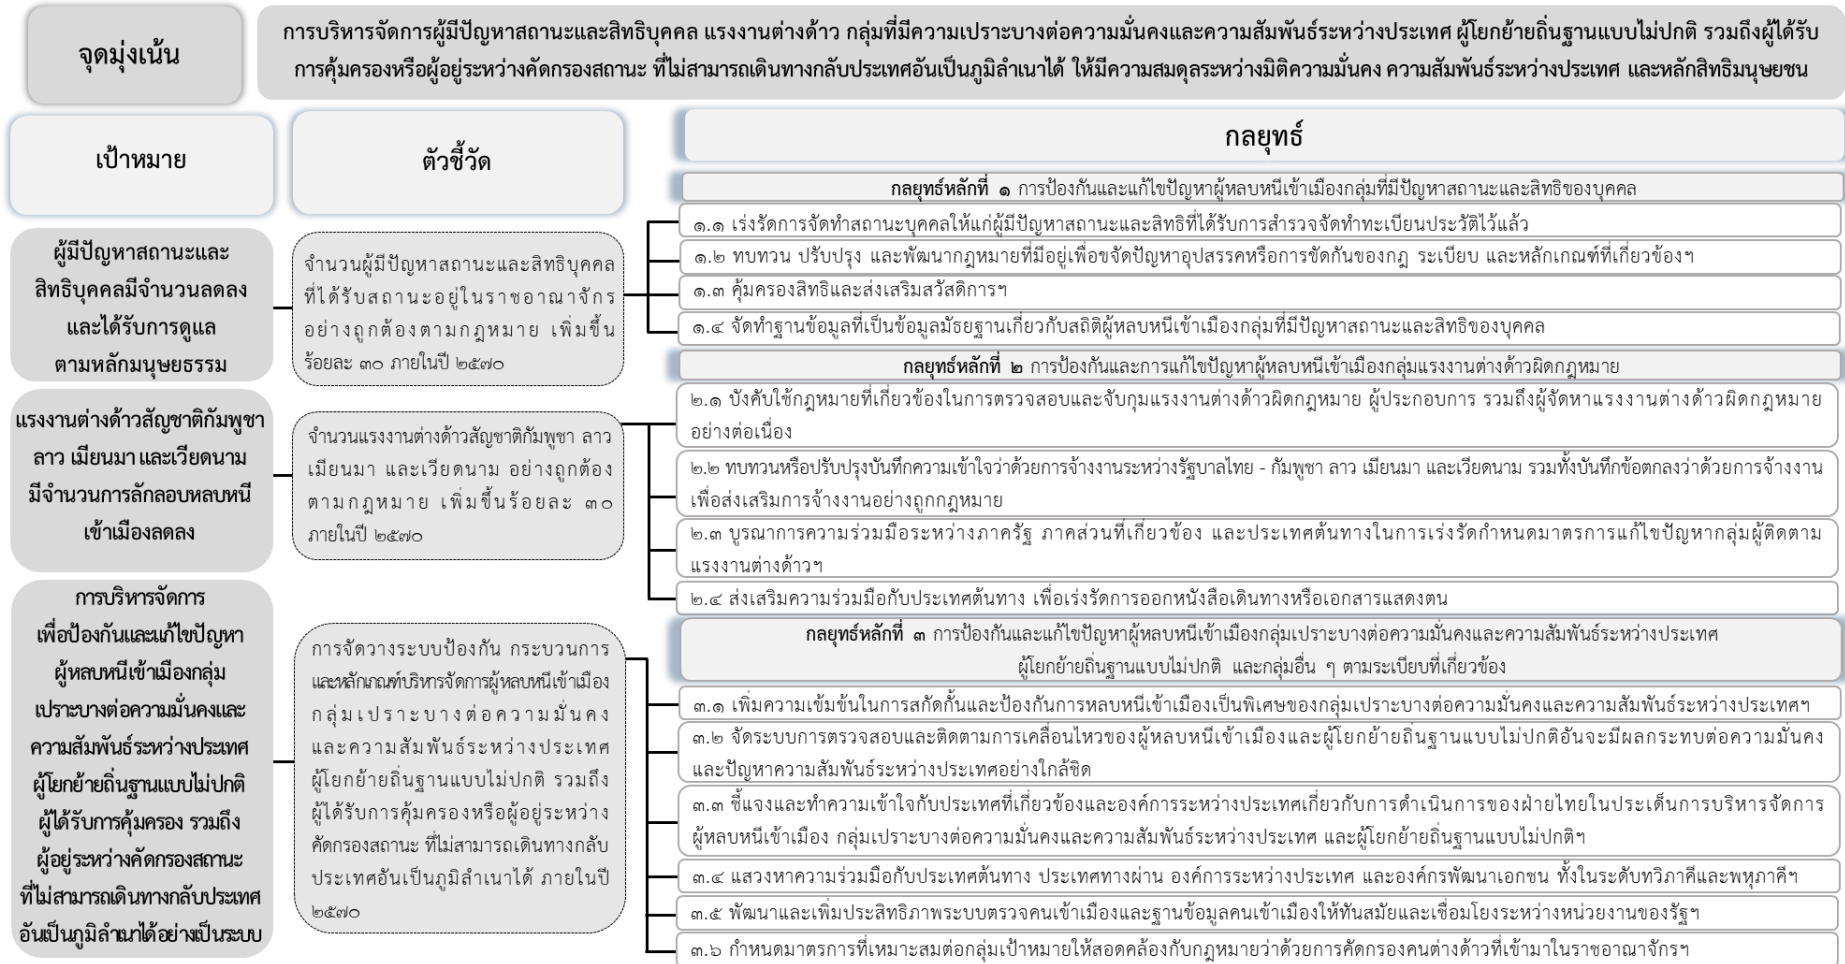 จุดมุ่งเน้น
การบริหารจัดการผู้มีปัญหาสถานะและสิทธิบุคคล แรงงานต่างด้าว กลุ่มที่มีความเปราะบางต่อความมั่นคงและความสัมพันธ์ระหว่างประเทศ ผู้โยกย้ายถิ่นฐานแบบไม่ปกติ รวมถึงผู้ได้รับ
การคุ้มครองหรือผู้อยู่ระหว่างคัดกรองสถานะ ที่ไม่สามารถเดินทางกลับประเทศอันเป็นภูมิลำเนาได้ ให้มีความสมดุลระหว่างมิติความมั่นคง ความสัมพันธ์ระหว่างประเทศ และหลักสิทธิมนุษยชน
เป้าหมาย
ตัวชี้วัด
กลยุทธ์
ผู้มีปัญหาสถานะและ
สิทธิบุคคลมีจำนวนลดลง
และได้รับการดูแล
ตามหลักมนุษยธรรม
จำนวนผู้มีปัญหาสถานะและสิทธิบุคคล
ที่ได้รับสถานะอยู่ในราชอาณาจักร
อย่างถูกต้องตามกฎหมาย เพิ่มขึ้น
ร้อยละ ๓๐ ภายในปี ๒๕๗๐
กลยุทธ์หลักที่ ๑ การป้องกันและแก้ไขปัญหาผู้หลบหนีเข้าเมืองกลุ่มที่มีปัญหาสถานะและสิทธิของบุคคล
๑.๑ เร่งรัดการจัดทำสถานะบุคคลให้แก่ผู้มีปัญหาสถานะและสิทธิที่ได้รับการสำรวจจัดทำทะเบียนประวัติไว้แล้ว
๑.๒ ทบทวน ปรับปรุง และพัฒนากฎหมายที่มีอยู่เพื่อขจัดปัญหาอุปสรรคหรือการขัดกันของกฎ ระเบียบ และหลักเกณฑ์ที่เกี่ยวข้องฯ
๑.๓ คุ้มครองสิทธิและส่งเสริมสวัสดิการฯ
๑.๔ จัดทำฐานข้อมูลที่เป็นข้อมูลมัธยฐานเกี่ยวกับสถิติผู้หลบหนีเข้าเมืองกลุ่มที่มีปัญหาสถานะและสิทธิของบุคคล
แรงงานต่างด้าวสัญชาติกัมพูชา
ลาว เมียนมา และเวียดนาม
มีจำนวนการลักลอบหลบหนี
เข้าเมืองลดลง
จำนวนแรงงานต่างด้าวสัญชาติกัมพูชา ลาว
เมียนมา และเวียดนาม อย่างถูกต้อง
ตามกฎหมาย เพิ่มขึ้นร้อยละ ๓๐
ภายในปี ๒๕๗๐
กลยุทธ์หลักที่ ๒ การป้องกันและการแก้ไขปัญหาผู้หลบหนีเข้าเมืองกลุ่มแรงงานต่างด้าวผิดกฎหมาย
๒.๑ บังคับใช้กฎหมายที่เกี่ยวข้องในการตรวจสอบและจับกุมแรงงานต่างด้าวผิดกฎหมาย ผู้ประกอบการ รวมถึงผู้จัดหาแรงงานต่างด้าวผิดกฎหมาย
อย่างต่อเนื่อง
๒.๒ ทบทวนหรือปรับปรุงบันทึกความเข้าใจว่าด้วยการจ้างงานระหว่างรัฐบาลไทย - กัมพูชา ลาว เมียนมา และเวียดนาม รวมทั้งบันทึกข้อตกลงว่าด้วยการจ้างงาน
เพื่อส่งเสริมการจ้างงานอย่างถูกกฎหมาย
๒.๓ บูรณาการความร่วมมือระหว่างภาครัฐ ภาคส่วนที่เกี่ยวข้อง และประเทศต้นทางในการเร่งรัดกำหนดมาตรการแก้ไขปัญหากลุ่มผู้ติดตาม
แรงงานต่างด้าวฯ
๒.๔ ส่งเสริมความร่วมมือกับประเทศต้นทาง เพื่อเร่งรัดการออกหนังสือเดินทางหรือเอกสารแสดงตน
การบริหารจัดการ
เพื่อป้องกันและแก้ไขปัญหา
ผู้หลบหนีเข้าเมืองกลุ่ม
เปราะบางต่อความมั่นคงและ
ความสัมพันธ์ระหว่างประเทศ
ผู้โยกย้ายถิ่นฐานแบบไม่ปกติ
ผู้ได้รับการคุ้มครอง รวมถึง
ผู้อยู่ระหว่างคัดกรองสถานะ
ที่ไม่สามารถเดินทางกลับประเทศ
อันเป็นภูมิลำเนาได้อย่างเป็นระบบ
การจัดวางระบบป้องกัน กระบวนการ
และหลักเกณฑ์บริหารจัดการผู้หลบหนีเข้าเมือง
กลุ่มเปราะบางต่อความมั่นคง
และความสัมพันธ์ระหว่างประเทศ
ผู้โยกย้ายถิ่นฐานแบบไม่ปกติ รวมถึง
ผู้ได้รับการคุ้มครองหรือผู้อยู่ระหว่าง
คัดกรองสถานะ ที่ไม่สามารถเดินทางกลับ
ประเทศอันเป็นภูมิลำเนาได้ ภายในปี
๒๕๗๐
กลยุทธ์หลักที่ ๓ การป้องกันและแก้ไขปัญหาผู้หลบหนีเข้าเมืองกลุ่มเปราะบางต่อความมั่นคงและความสัมพันธ์ระหว่างประเทศ
ผู้โยกย้ายถิ่นฐานแบบไม่ปกติ และกลุ่มอื่น ๆ ตามระเบียบที่เกี่ยวข้อง
๓.๑ เพิ่มความเข้มข้นในการสกัดกั้นและป้องกันการหลบหนีเข้าเมืองเป็นพิเศษของกลุ่มเปราะบางต่อความมั่นคงและความสัมพันธ์ระหว่างประเทศฯ
๓.๒ จัดระบบการตรวจสอบและติดตามการเคลื่อนไหวของผู้หลบหนีเข้าเมืองและผู้โยกย้ายถิ่นฐานแบบไม่ปกติอันจะมีผลกระทบต่อความมั่นคง
และปัญหาความสัมพันธ์ระหว่างประเทศอย่างใกล้ชิด
๓.๓ ชี้แจงและทำความเข้าใจกับประเทศที่เกี่ยวข้องและองค์การระหว่างประเทศเกี่ยวกับการดำเนินการของฝ่ายไทยในประเด็นการบริหารจัดการ
ผู้หลบหนีเข้าเมือง กลุ่มเปราะบางต่อความมั่นคงและความสัมพันธ์ระหว่างประเทศ และผู้โยกย้ายถิ่นฐานแบบไม่ปกติฯ
๓.๔ แสวงหาความร่วมมือกับประเทศต้นทาง ประเทศทางผ่าน องค์การระหว่างประเทศ และองค์กรพัฒนาเอกชน ทั้งในระดับทวิภาคีและพหุภาคีฯ
๓.๕ พัฒนาและเพิ่มประสิทธิภาพระบบตรวจคนเข้าเมืองและฐานข้อมูลคนเข้าเมืองให้ทันสมัยและเชื่อมโยงระหว่างหน่วยงานของรัฐฯ
๓.๖ กำหนดมาตรการที่เหมาะสมต่อกลุ่มเป้าหมายให้สอดคล้องกับกฎหมายว่าด้วยการคัดกรองคนต่างด้าวที่เข้ามาในราชอาณาจักรฯ